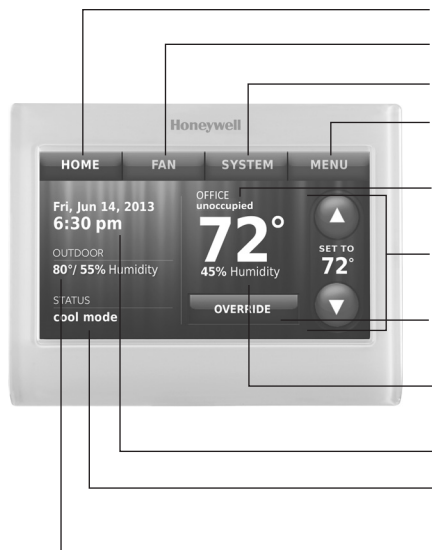 Honeywell
HOME FAN SYSTEM MENU
Fri, Jun 14, 2013
6:30 pm
OUTDOOR
80°/ 55% Humidity
STATUS
cool mode
OFFICE
unoccupied
72°
45% Humidity
OVERRIDE
SET TO
72°